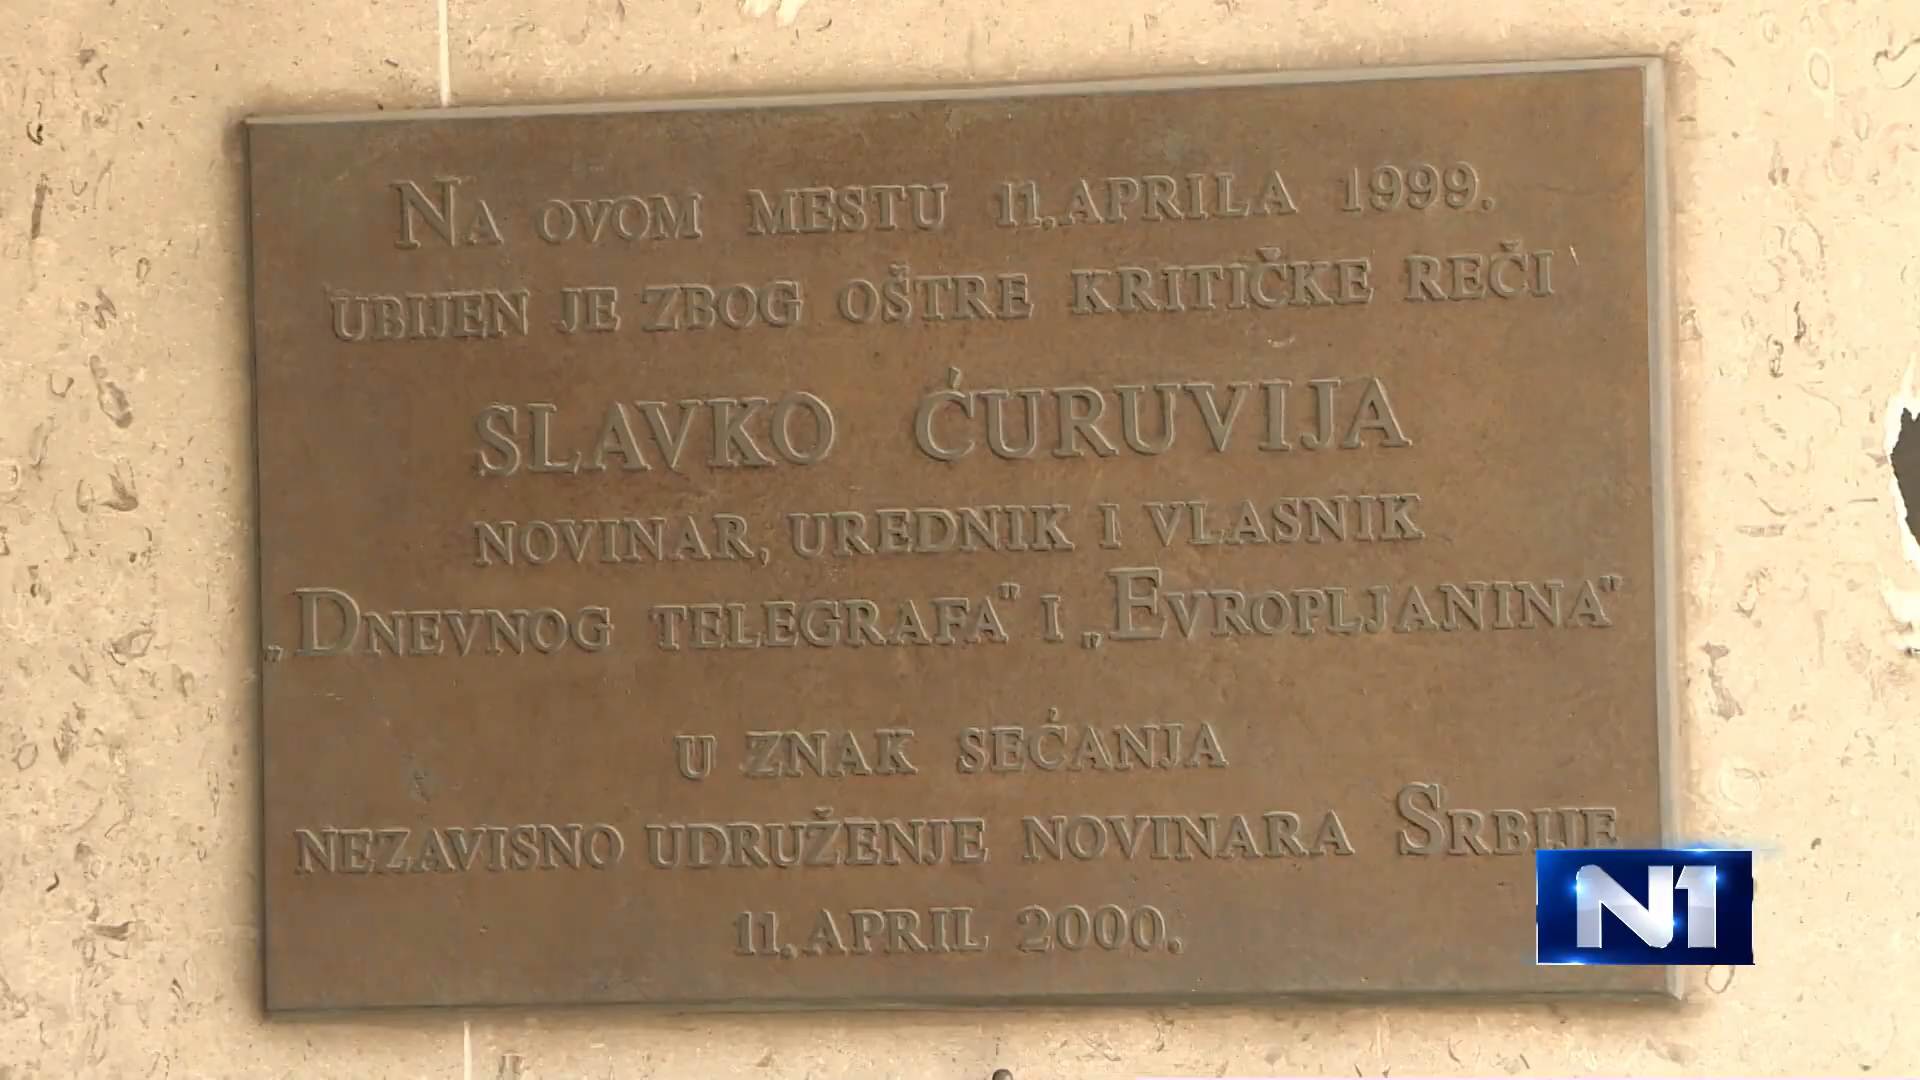 NA OVOM MESTU 11. APRILA 1999.
UBIJEN JE ZBOG OŠTRE KRITIČKE REČI
SLAVKO ĆURUVIJA
NOVINAR, UREDNIK I VLASNIK
„DNEVNOG TELEGRAFA" I „EVROPLJANINA"
U ZNAK SEĆANJA
NEZAVISNO UDRUŽENJE NOVINARA SRBIJE
11. APRIL 2000.
N1